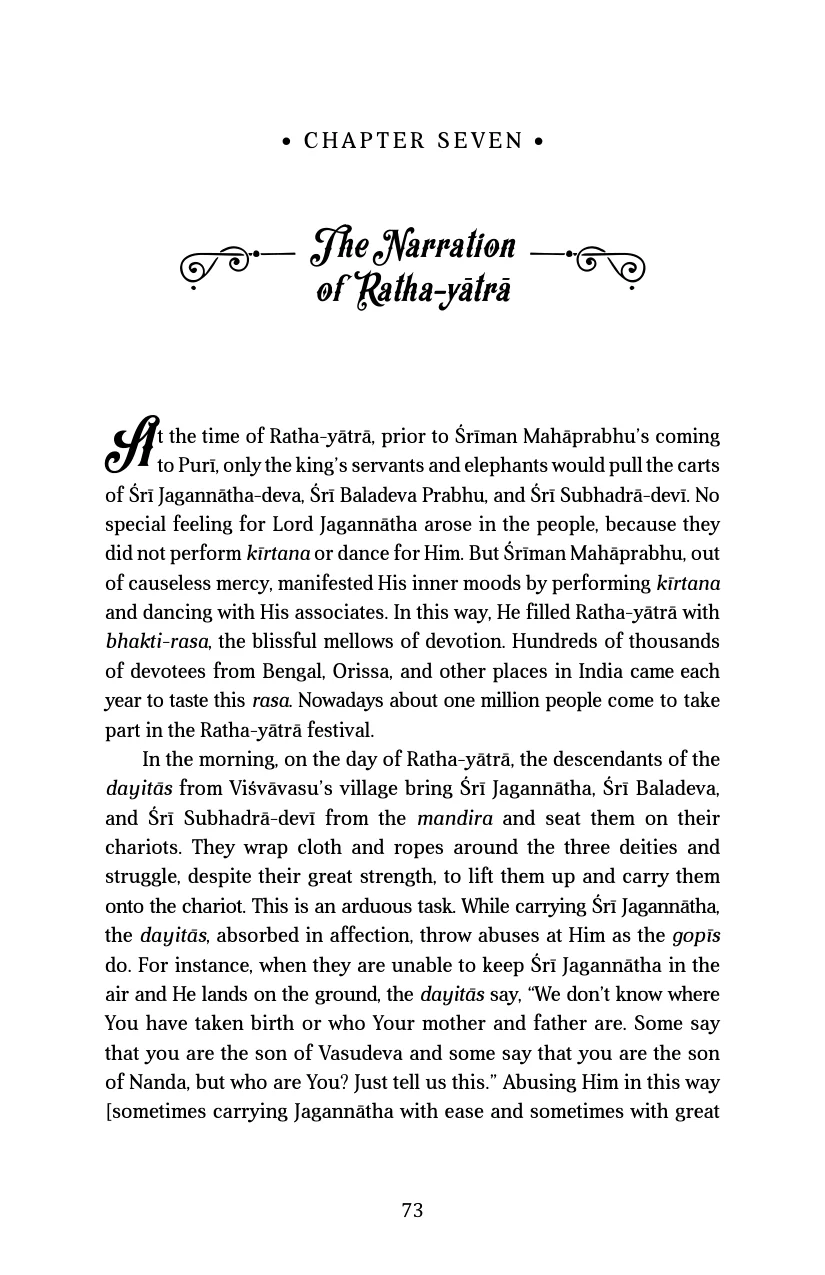 • CHAPTER SEVEN •
The Narration
of Ratha-yātrā
At the time of Ratha-yātrā, prior to Śrīman Mahāprabhu’s coming
to Purī, only the king’s servants and elephants would pull the carts
of Śrī Jagannātha-deva, Śrī Baladeva Prabhu, and Śrī Subhadrā-devī. No
special feeling for Lord Jagannātha arose in the people, because they
did not perform kīrtana or dance for Him. But Śrīman Mahāprabhu, out
of causeless mercy, manifested His inner moods by performing kīrtana
and dancing with His associates. In this way, He filled Ratha-yātrā with
bhakti-rasa, the blissful mellows of devotion. Hundreds of thousands
of devotees from Bengal, Orissa, and other places in India came each
year to taste this rasa. Nowadays about one million people come to take
part in the Ratha-yātrā festival.
In the morning, on the day of Ratha-yātrā, the descendants of the
dayitās from Viśvāvasu’s village bring Śrī Jagannātha, Śrī Baladeva,
and Śrī Subhadrā-devī from the mandira and seat them on their
chariots. They wrap cloth and ropes around the three deities and
struggle, despite their great strength, to lift them up and carry them
onto the chariot. This is an arduous task. While carrying Śrī Jagannātha,
the dayitās, absorbed in affection, throw abuses at Him as the gopīs
do. For instance, when they are unable to keep Śrī Jagannātha in the
air and He lands on the ground, the dayitās say, “We don’t know where
You have taken birth or who Your mother and father are. Some say
that you are the son of Vasudeva and some say that you are the son
of Nanda, but who are You? Just tell us this.” Abusing Him in this way
[sometimes carrying Jagannātha with ease and sometimes with great
73